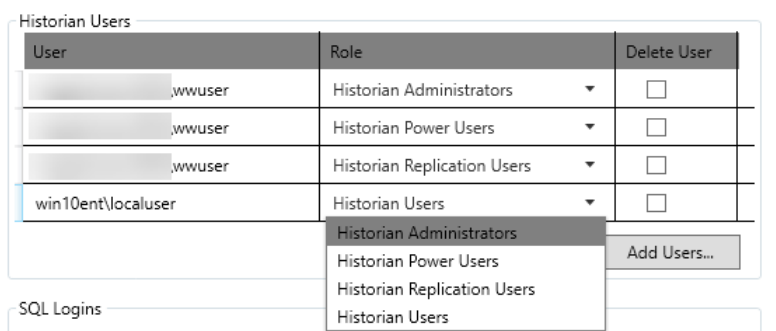 Historian Users
User Role Delete User
wwuser Historian Administrators
wwuser Historian Power Users
wwuser Historian Replication Users
win10ent\localuser Historian Users
Historian Administrators
Historian Power Users
Add Users...
Historian Replication Users
Historian Users
SQL Logins